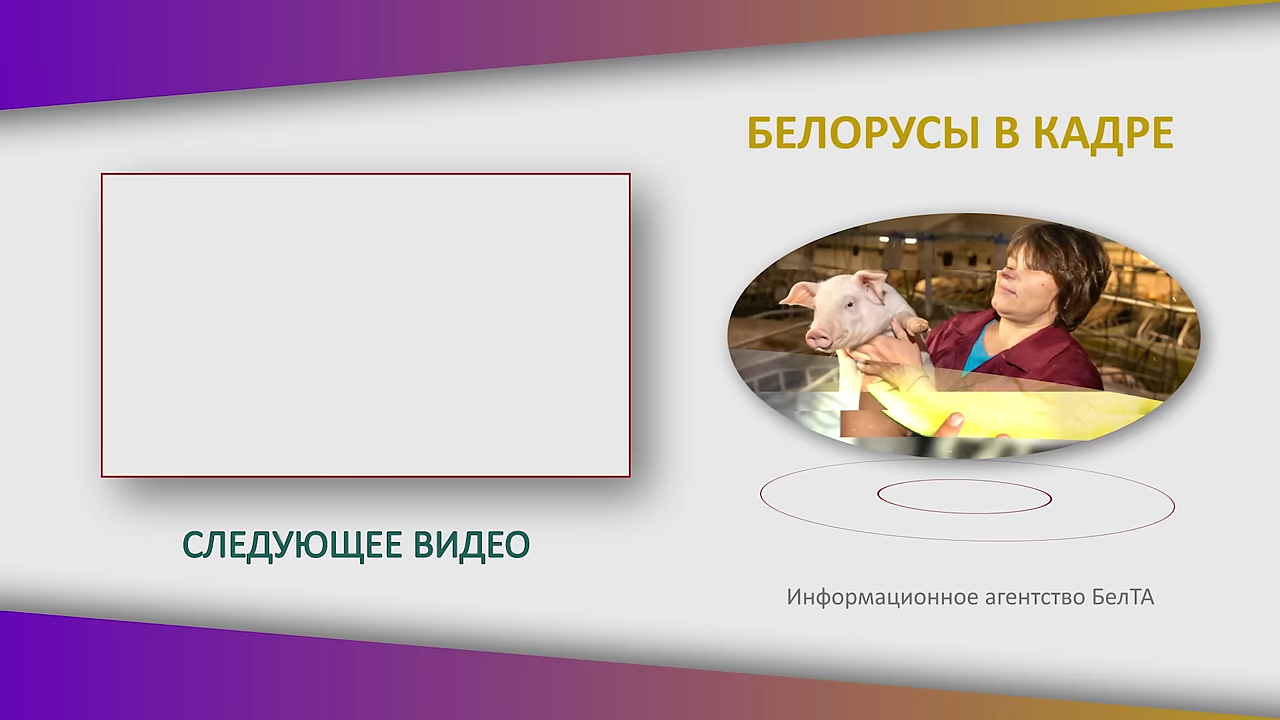 БЕЛОРУСЫ В КАДРЕ
СЛЕДУЮЩЕЕ ВИДЕО
Информационное агентство БелТА